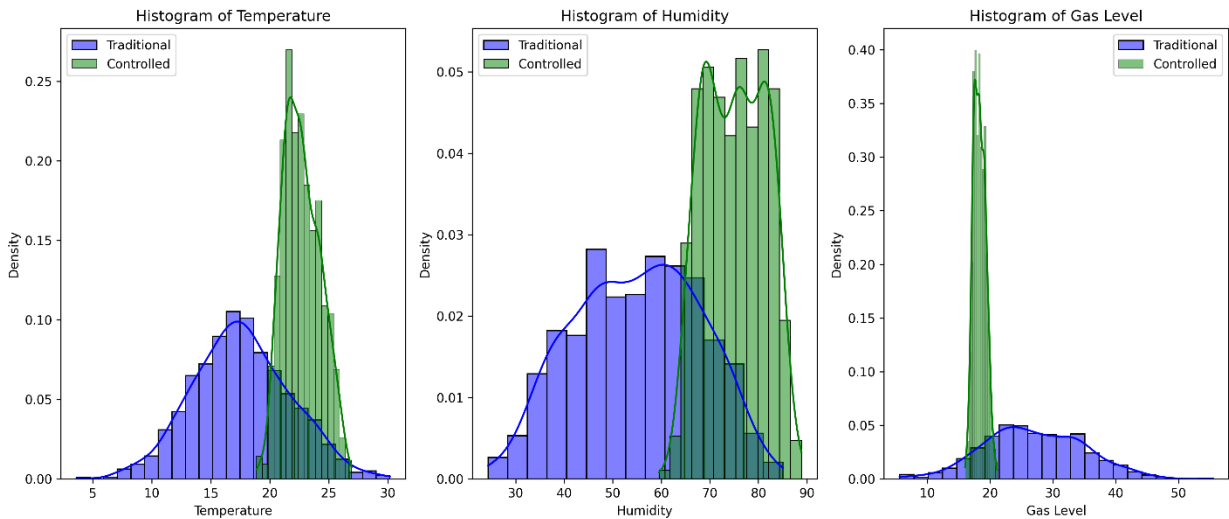 Histogram of Temperature
Traditional
Controlled
0.25
0.20
0.15
0.10
0.05
0.00
Density
5 10 15 20 25 30
Temperature
Histogram of Humidity
Traditional
Controlled
0.05
0.04
0.03
0.02
0.01
0.00
Density
30 40 50 60 70 80 90
Humidity
Histogram of Gas Level
Traditional
Controlled
0.40
0.35
0.30
0.25
0.20
0.15
0.10
0.05
0.00
Density
10 20 30 40 50
Gas Level